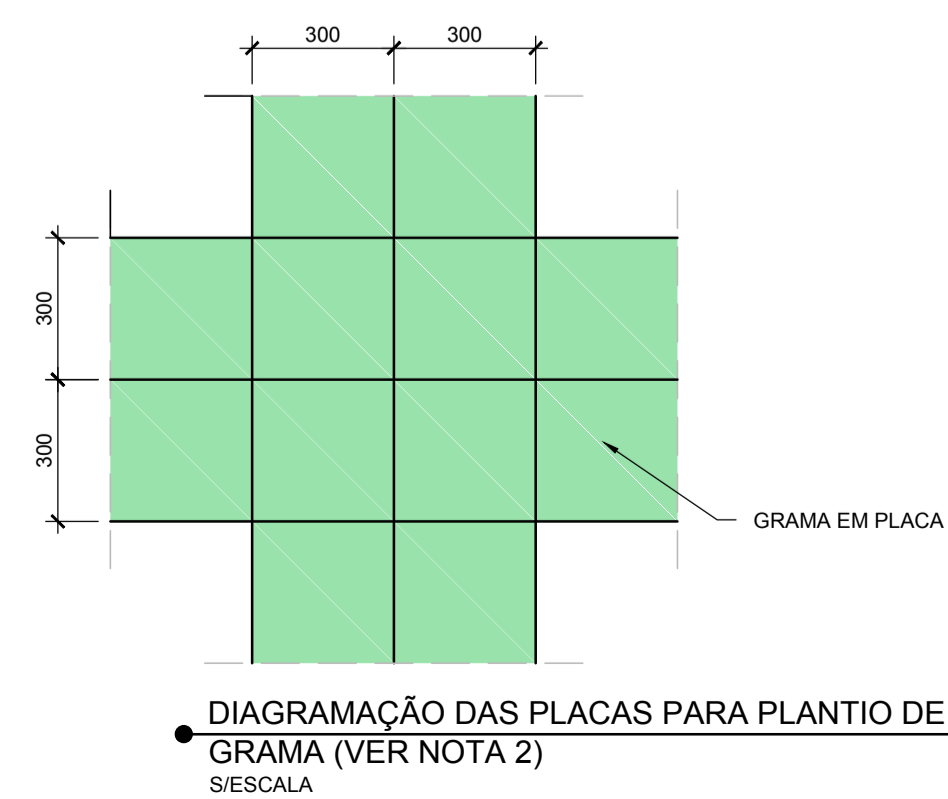 300 300
300
300
GRAMA EM PLACA
DIAGRAMAÇÃO DAS PLACAS PARA PLANTIO DE
GRAMA (VER NOTA 2)
S/ESCALA